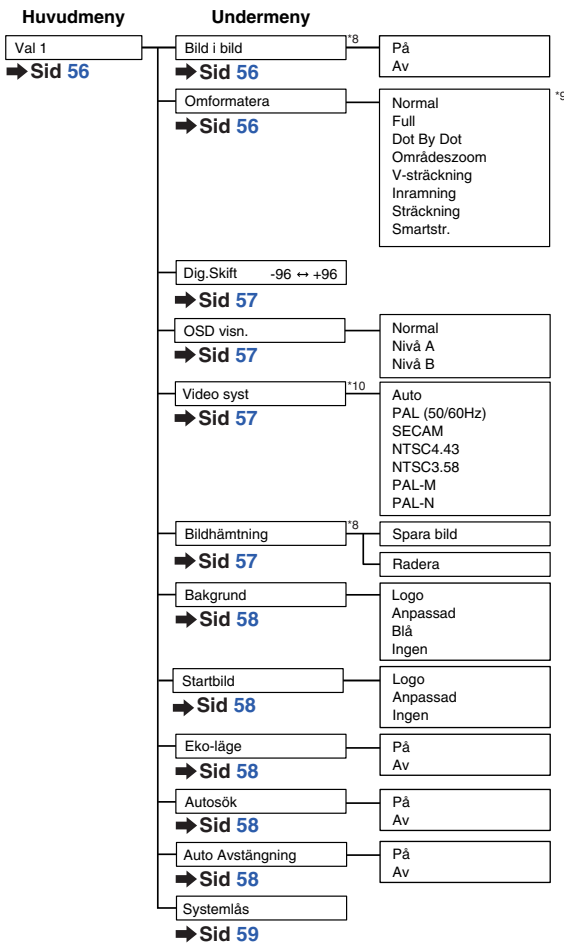 Huvudmeny Undermeny
Val 1
➡ Sid 56
Bild i bild *8
På
Av
➡ Sid 56
Omformatera
➡ Sid 56
Normal *9
Full
Dot By Dot
Områdeszoom
V-sträckning
Inramning
Sträckning
Smartstr.
Dig.Skift -96 ↔ +96
➡ Sid 57
OSD visn.
➡ Sid 57
Normal
Nivå A
Nivå B
Video syst *10
➡ Sid 57
Auto
PAL (50/60Hz)
SECAM
NTSC4.43
NTSC3.58
PAL-M
PAL-N
Bildhämtning *8
➡ Sid 57
Spara bild
Radera
Bakgrund
➡ Sid 58
Logo
Anpassad
Blå
Ingen
Startbild
➡ Sid 58
Logo
Anpassad
Ingen
Eko-läge
➡ Sid 58
På
Av
Autosök
➡ Sid 58
På
Av
Auto Avstängning
➡ Sid 58
På
Av
Systemlås
➡ Sid 59